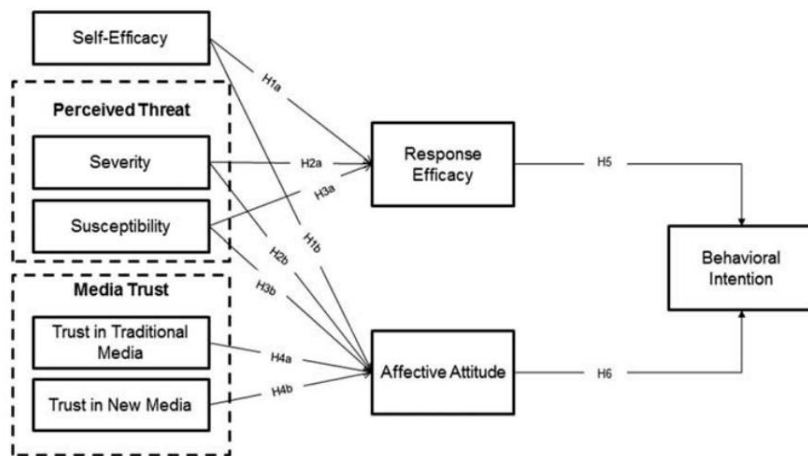 Self-Efficacy
H1a
Perceived Threat
Severity
H2a
Response
Efficacy
H5
H3a
Susceptibility
H1b
H2b
H3b
Behavioral
Intention
Media Trust
Trust in Traditional
Media
H4a
Affective Attitude
H6
Trust in New Media
H4b